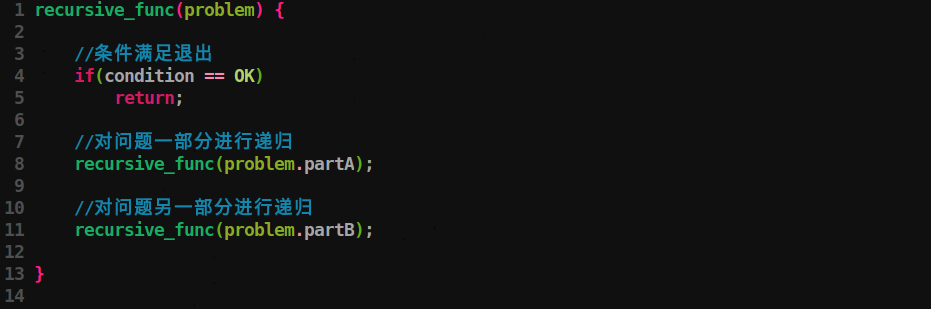 1 recursive_func(problem) {
2
3 //条件满足退出
4 if(condition == OK)
5 return;
6
7 //对问题一部分进行递归
8 recursive_func(problem.partA);
9
10 //对问题另一部分进行递归
11 recursive_func(problem.partB);
12
13 }
14